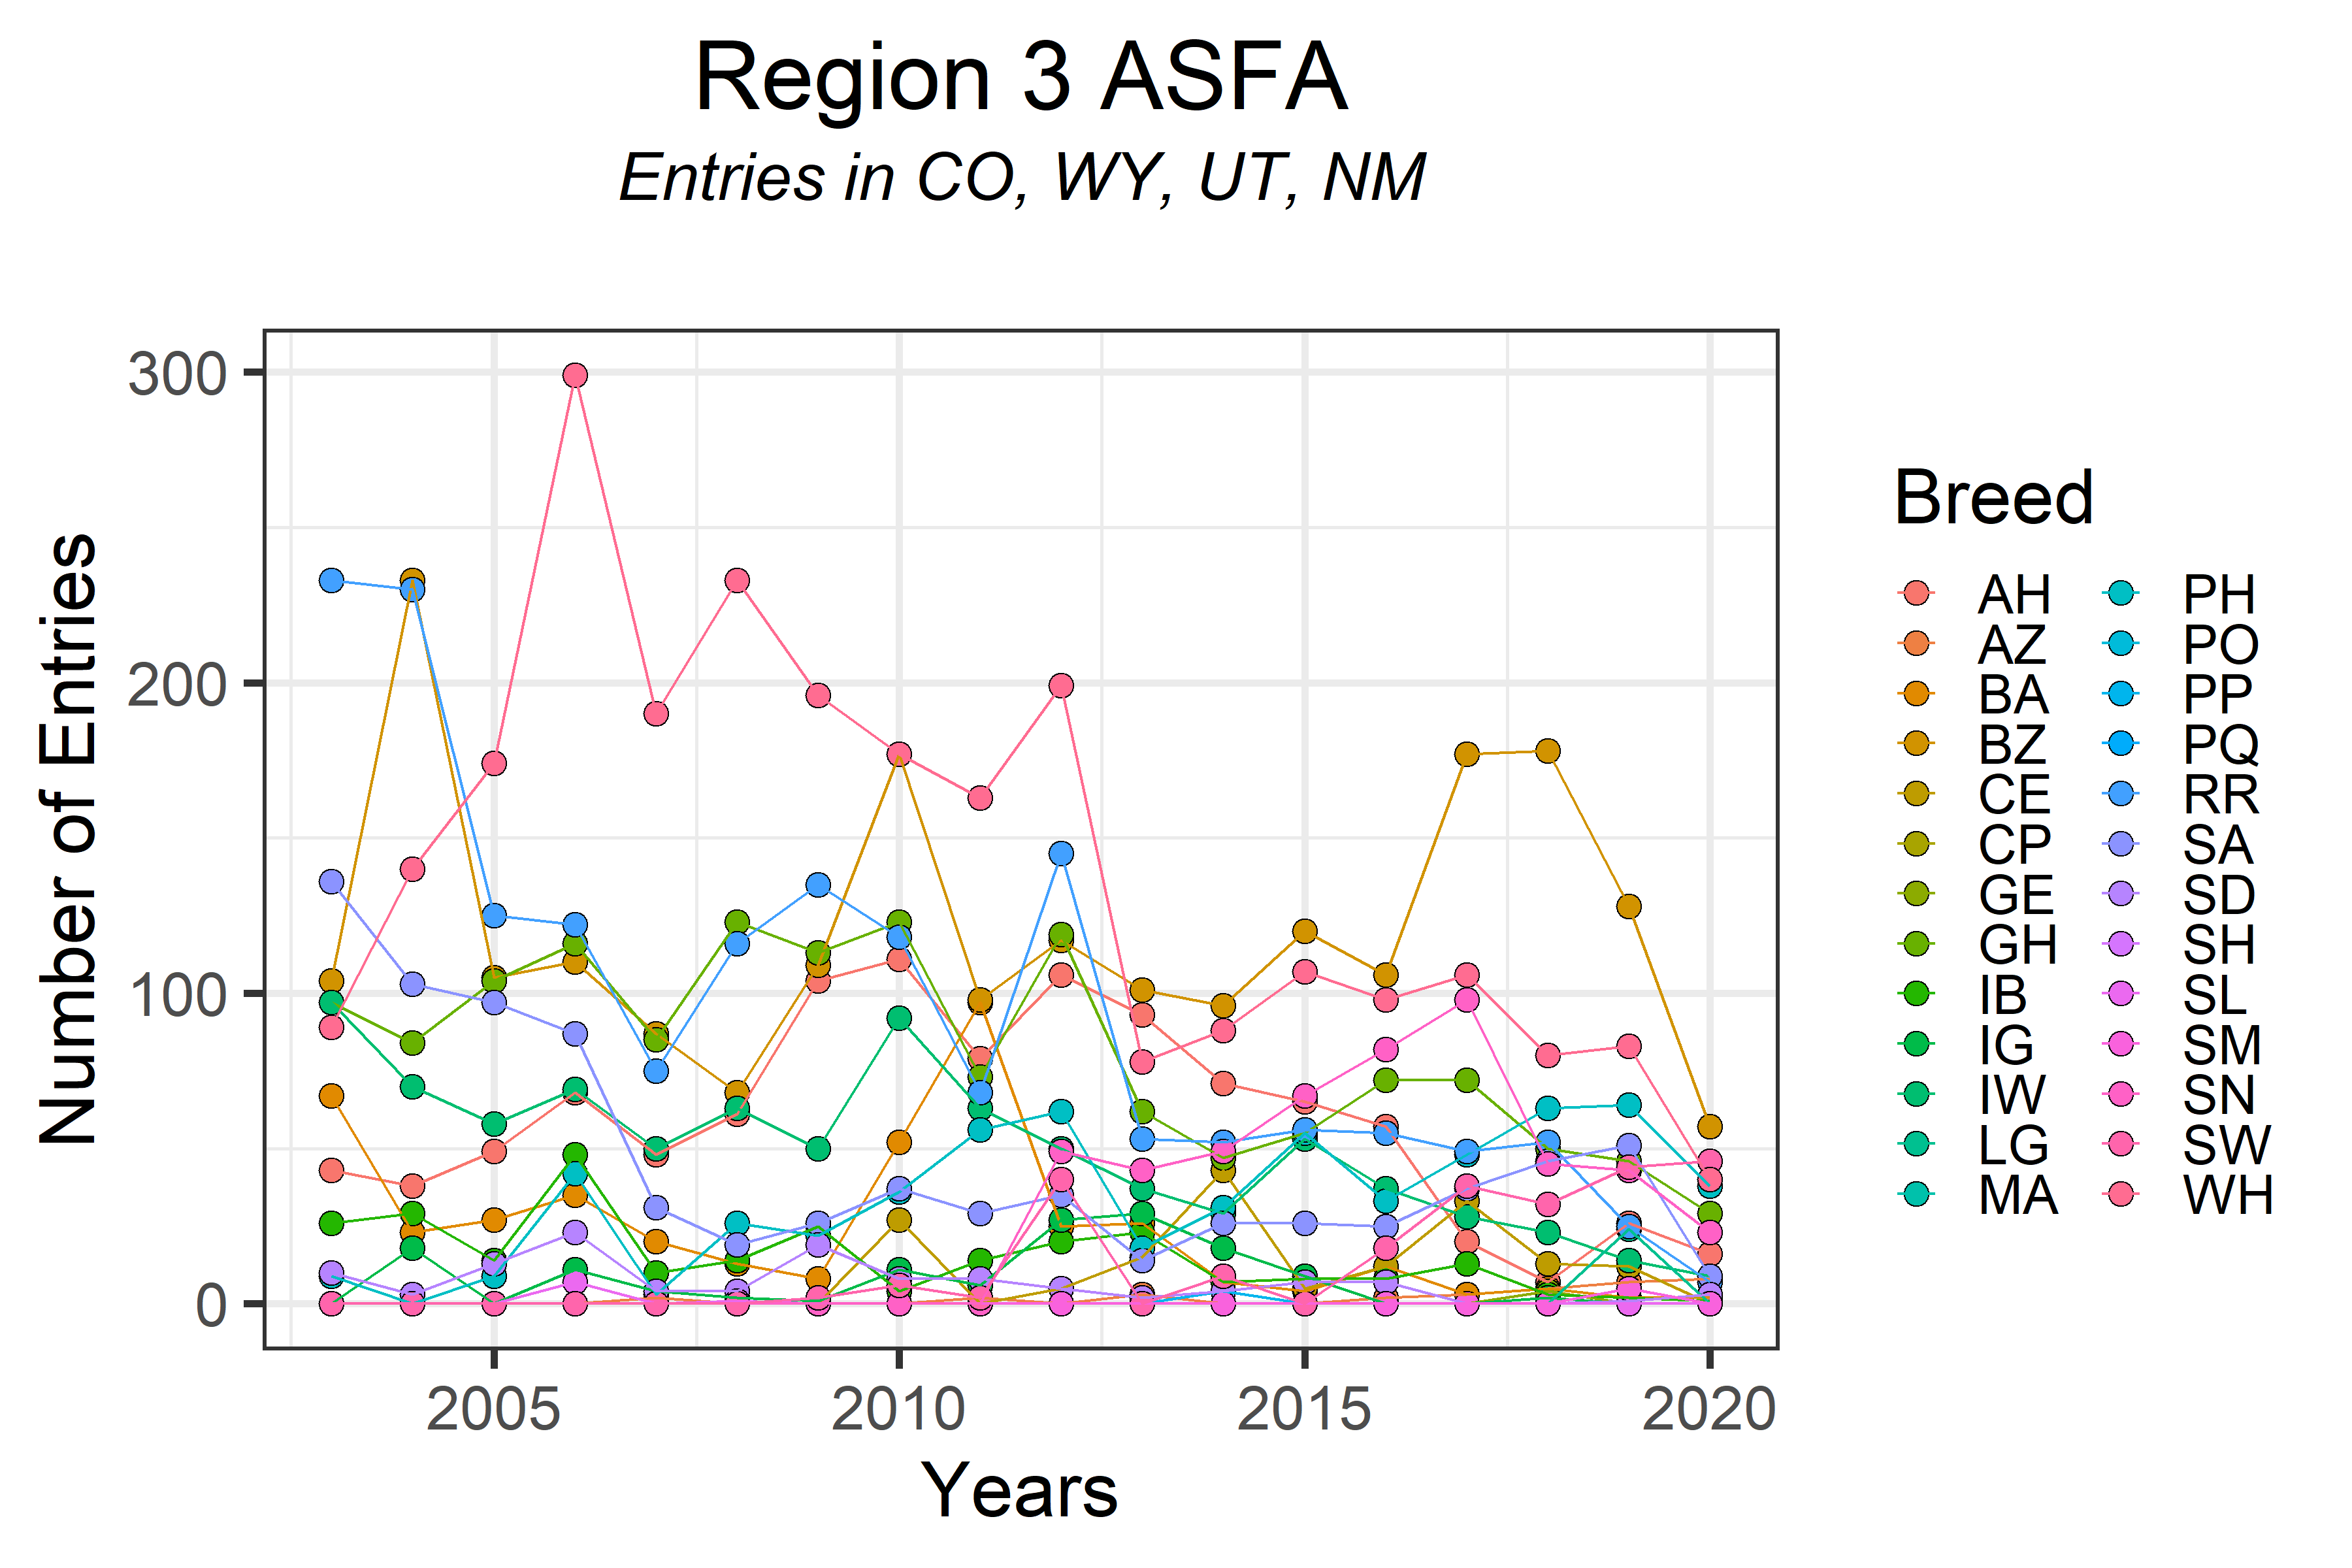 Region 3 ASFA
Entries in CO, WY, UT, NM
Number of Entries
300
200
100
0
2005
2010
2015
2020
Years
Breed
AH
AZ
BA
BZ
CE
CP
GE
GH
IB
IG
IW
LG
MA
PH
PO
PP
PQ
RR
SA
SD
SH
SL
SM
SN
SW
WH